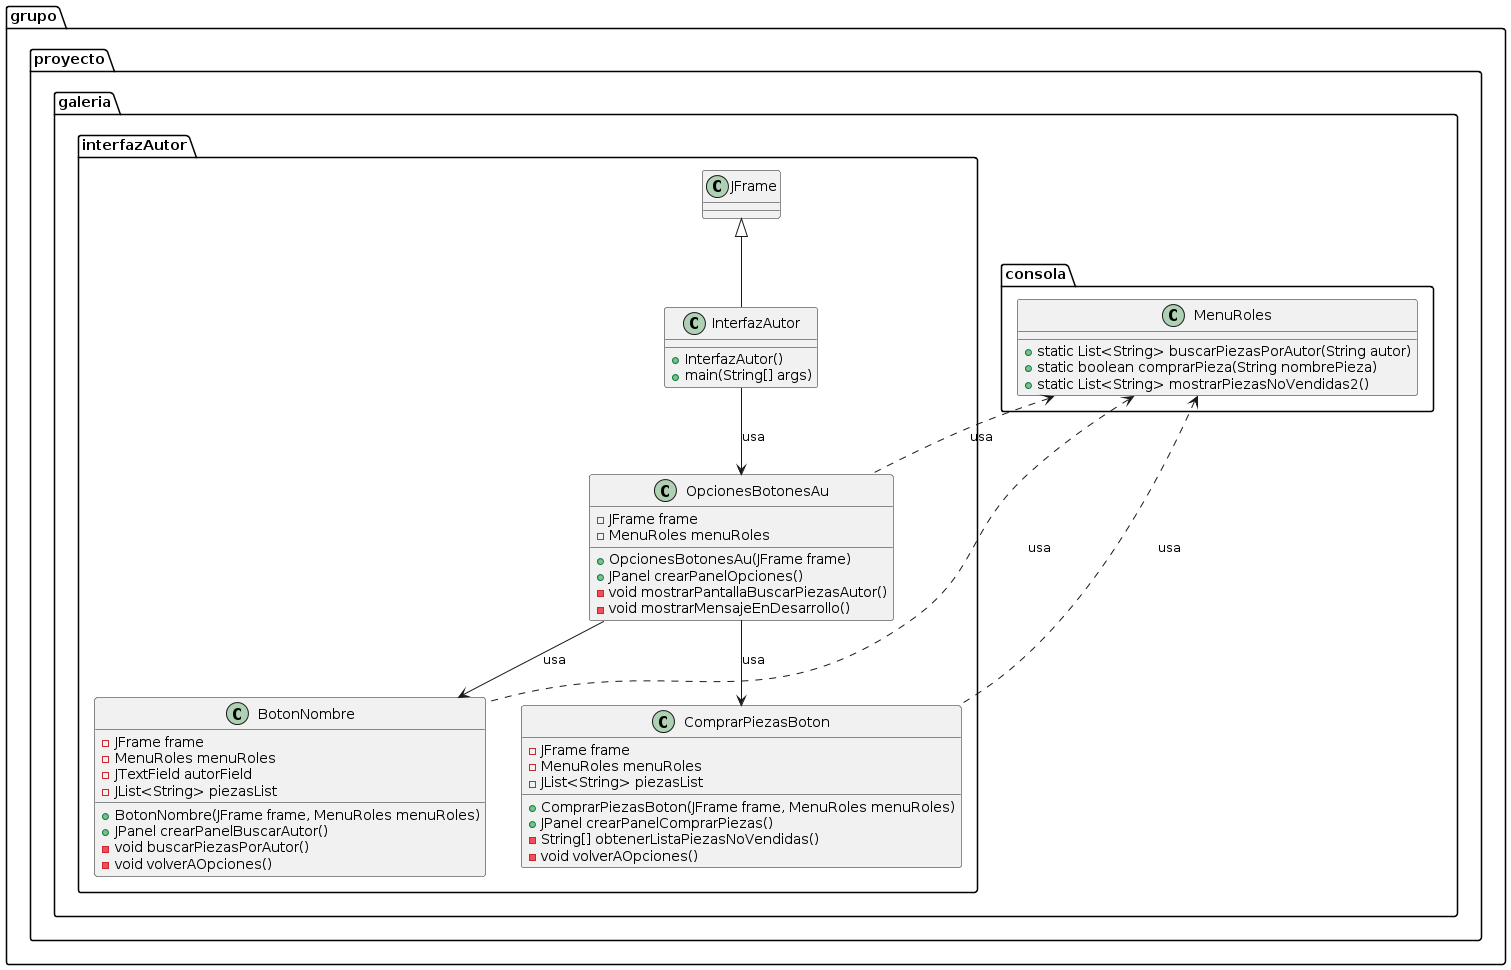 grupo
proyecto
galeria
interfazAutor
C JFrame
consola
C MenuRoles
static List<String> buscarPiezasPorAutor(String autor)
static boolean comprarPieza(String nombrePieza)
static List<String> mostrarPiezasNoVendidas2()
C InterfazAutor
InterfazAutor()
main(String[] args)
usa
usa
C OpcionesBotonesAu
JFrame frame
MenuRoles menuRoles
OpcionesBotonesAu(JFrame frame)
JPanel crearPanelOpciones()
void mostrarPantallaBuscarPiezasAutor()
void mostrarMensajeEnDesarrollo()
usa
usa
usa
usa
C BotonNombre
JFrame frame
MenuRoles menuRoles
JTextField autorField
JList<String> piezasList
BotonNombre(JFrame frame, MenuRoles menuRoles)
JPanel crearPanelBuscarAutor()
void buscarPiezasPorAutor()
void volverAOpciones()
C ComprarPiezasBoton
JFrame frame
MenuRoles menuRoles
JList<String> piezasList
ComprarPiezasBoton(JFrame frame, MenuRoles menuRoles)
JPanel crearPanelComprarPiezas()
String[] obtenerListaPiezasNoVendidas()
void volverAOpciones()